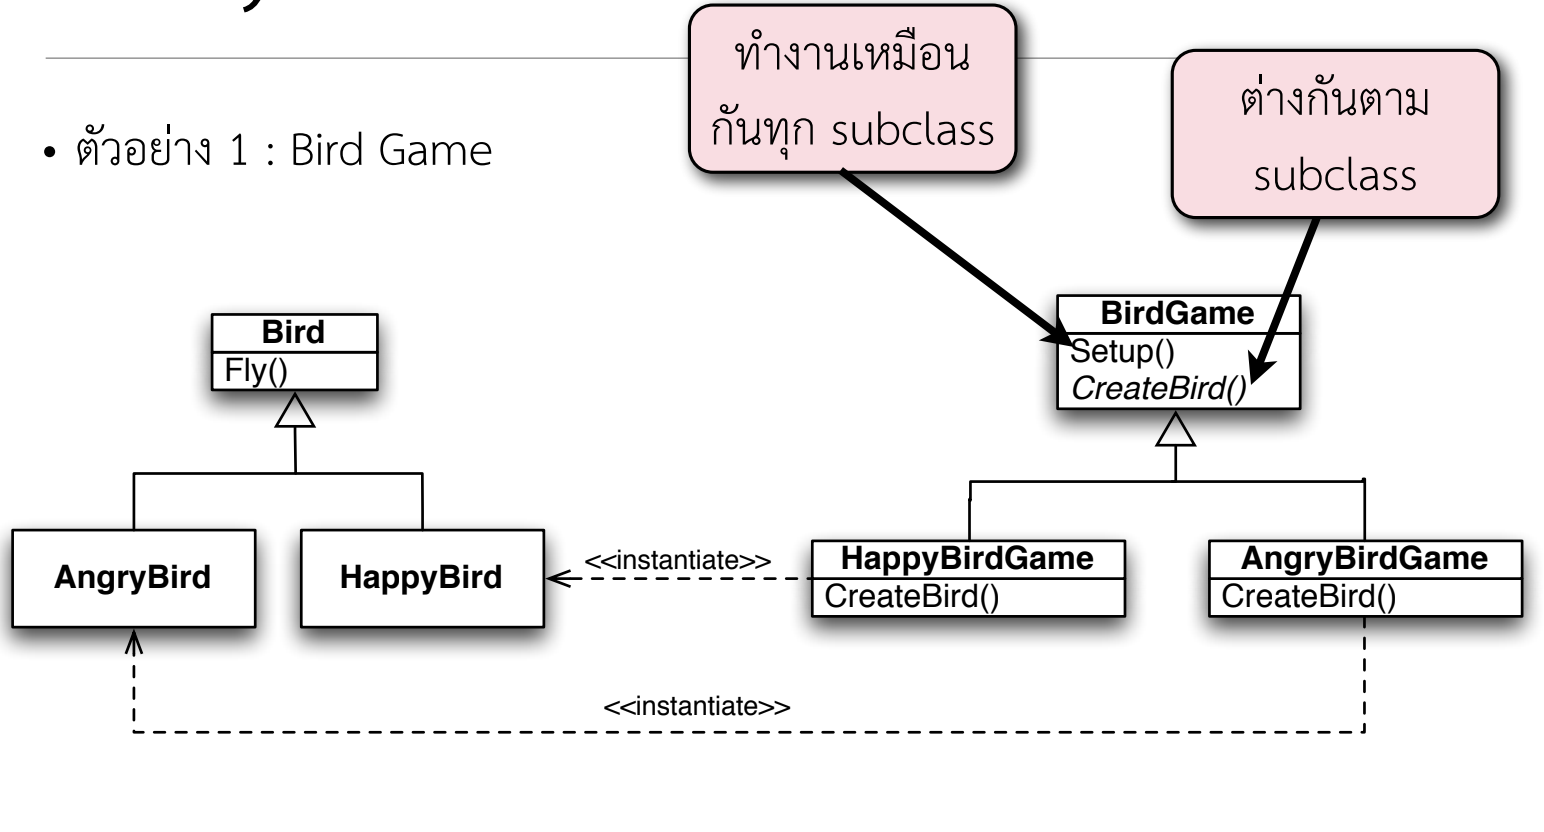 ทำงานเหมือน
กันทุก subclass
ต่างกันตาม
subclass
• ตัวอย่าง 1 : Bird Game
Bird
Fly()
BirdGame
Setup()
CreateBird()
AngryBird
HappyBird
<<instantiate>>
HappyBirdGame
CreateBird()
AngryBirdGame
CreateBird()
<<instantiate>>